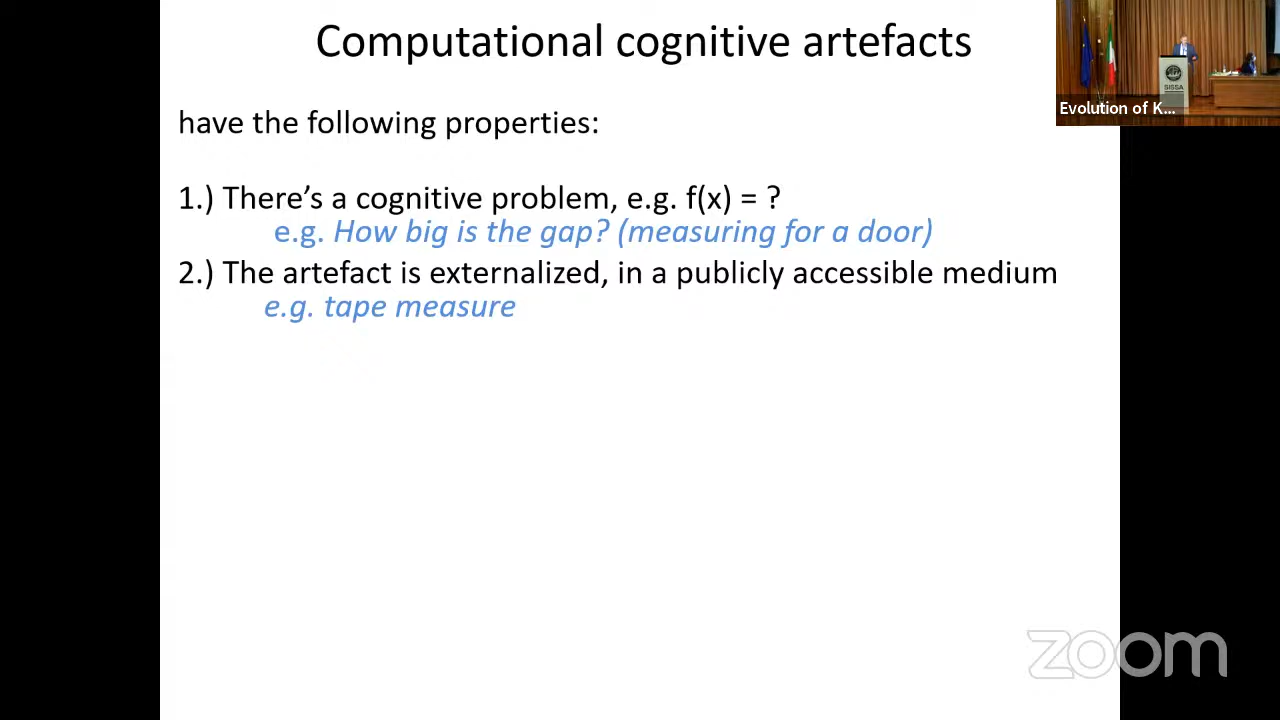 Computational cognitive artefacts
have the following properties:
1.) There’s a cognitive problem, e.g. f(x) = ?
e.g. How big is the gap? (measuring for a door)
2.) The artefact is externalized, in a publicly accessible medium
e.g. tape measure
SISSA
Evolution of K...
zoom